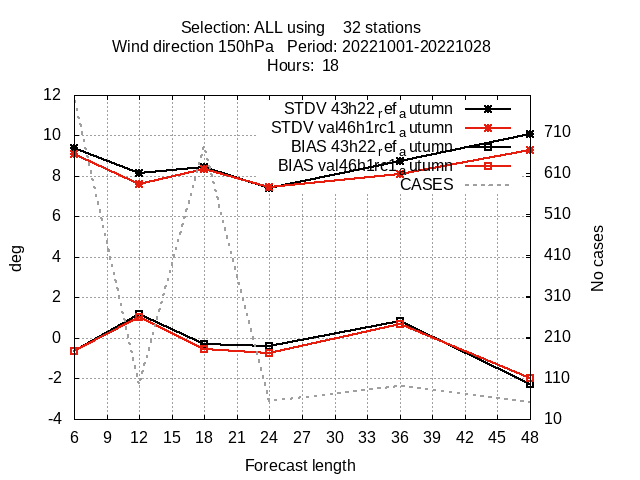 Selection: ALL using 32 stations
Wind direction 150hPa Period: 20221001-20221028
Hours: 18
STDV 43h22ref_autumn
STDV val46h1rc1_autumn
BIAS 43h22ref_autumn
BIAS val46h1rc1_autumn
CASES
12
10
8
6
4
2
0
-2
-4
deg
710
610
510
410
310
210
110
10
No cases
6 9 12 15 18 21 24 27 30 33 36 39 42 45 48
Forecast length